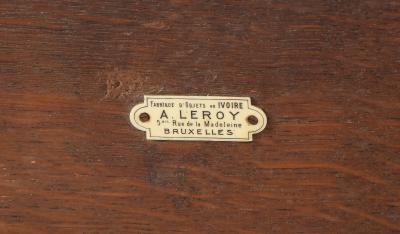 FABRIQUE D'OBJETS EN IVOIRE
A. LEROY
Rue de la Madeleine
BRUXELLES